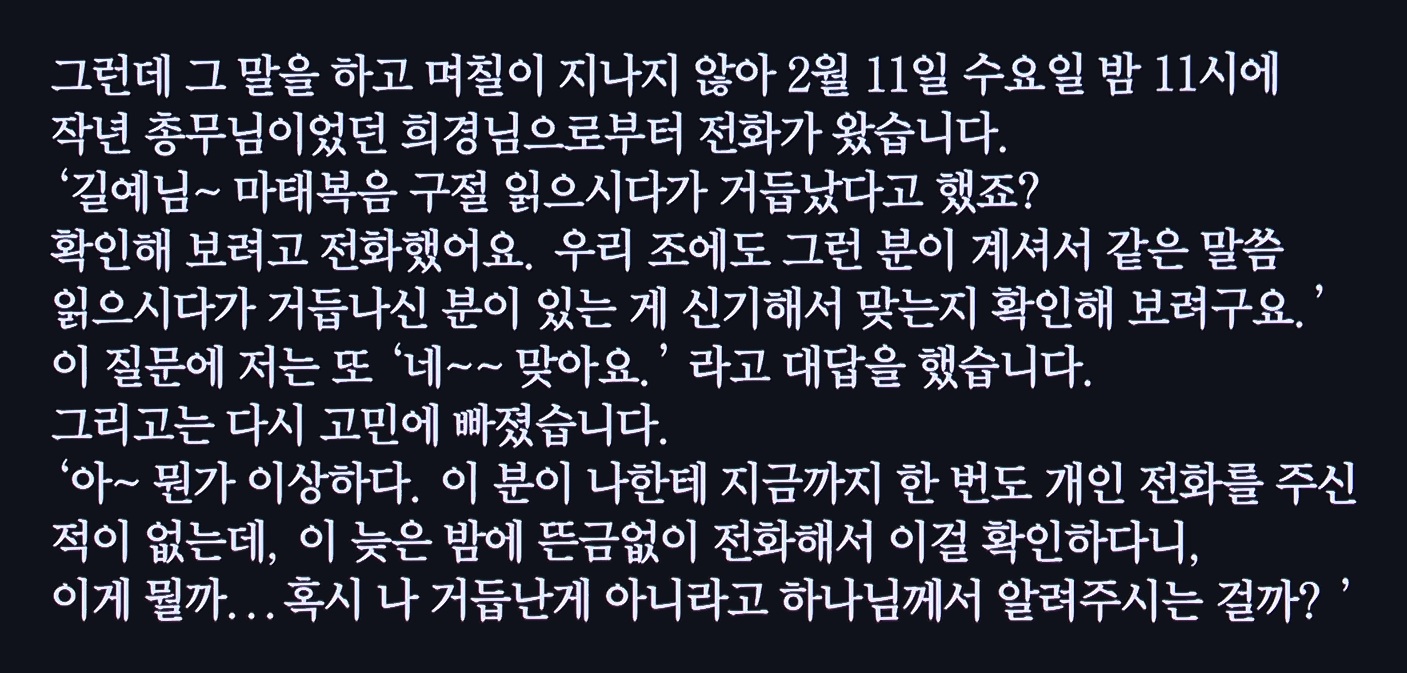 그런데 그 말을 하고 며칠이 지나지 않아 2월 11일 수요일 밤 11시에
작년 총무님이었던 희경님으로부터 전화가 왔습니다.
‘길예님~ 마태복음 구절 읽으시다가 거듭났다고 했죠?
확인해 보려고 전화했어요. 우리 조에도 그런 분이 계셔서 같은 말씀
읽으시다가 거듭나신 분이 있는 게 신기해서 맞는지 확인해 보려구요.’
이 질문에 저는 또 ‘네~~ 맞아요.’ 라고 대답을 했습니다.
그리고는 다시 고민에 빠졌습니다.
‘아~ 뭔가 이상하다. 이 분이 나한테 지금까지 한 번도 개인 전화를 주신
적이 없는데, 이 늦은 밤에 뜬금없이 전화해서 이걸 확인하다니,
이게 뭘까...혹시 나 거듭난게 아니라고 하나님께서 알려주시는 걸까? ’